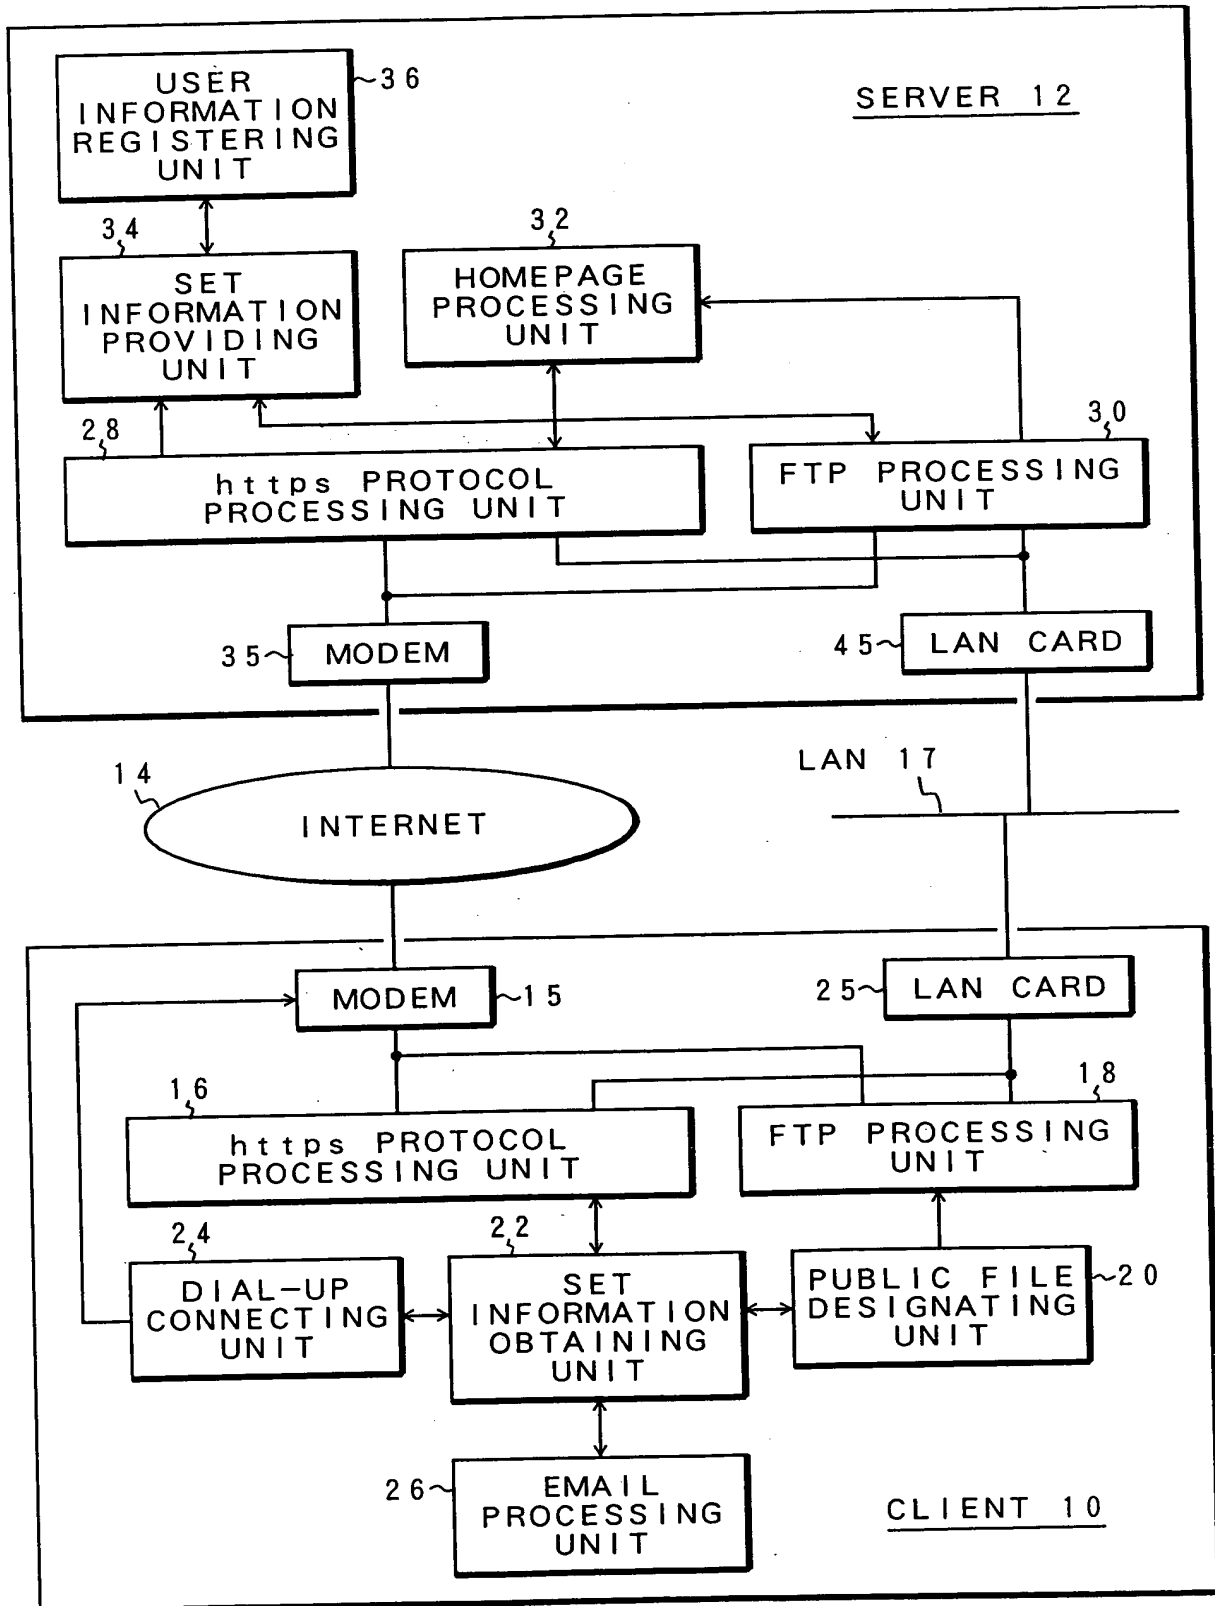 USER
INFORMATION
REGISTERING
UNIT
36
SERVER 12
34
SET
INFORMATION
PROVIDING
UNIT
32
HOMEPAGE
PROCESSING
UNIT
28
https PROTOCOL
PROCESSING UNIT
30
FTP PROCESSING
UNIT
35
MODEM
45
LAN CARD
14
INTERNET
LAN 17
MODEM
15
25
LAN CARD
16
https PROTOCOL
PROCESSING UNIT
18
FTP PROCESSING
UNIT
24
DIAL-UP
CONNECTING
UNIT
22
SET
INFORMATION
OBTAINING
UNIT
PUBLIC FILE
DESIGNATING
UNIT
20
26
EMAIL
PROCESSING
UNIT
CLIENT 10